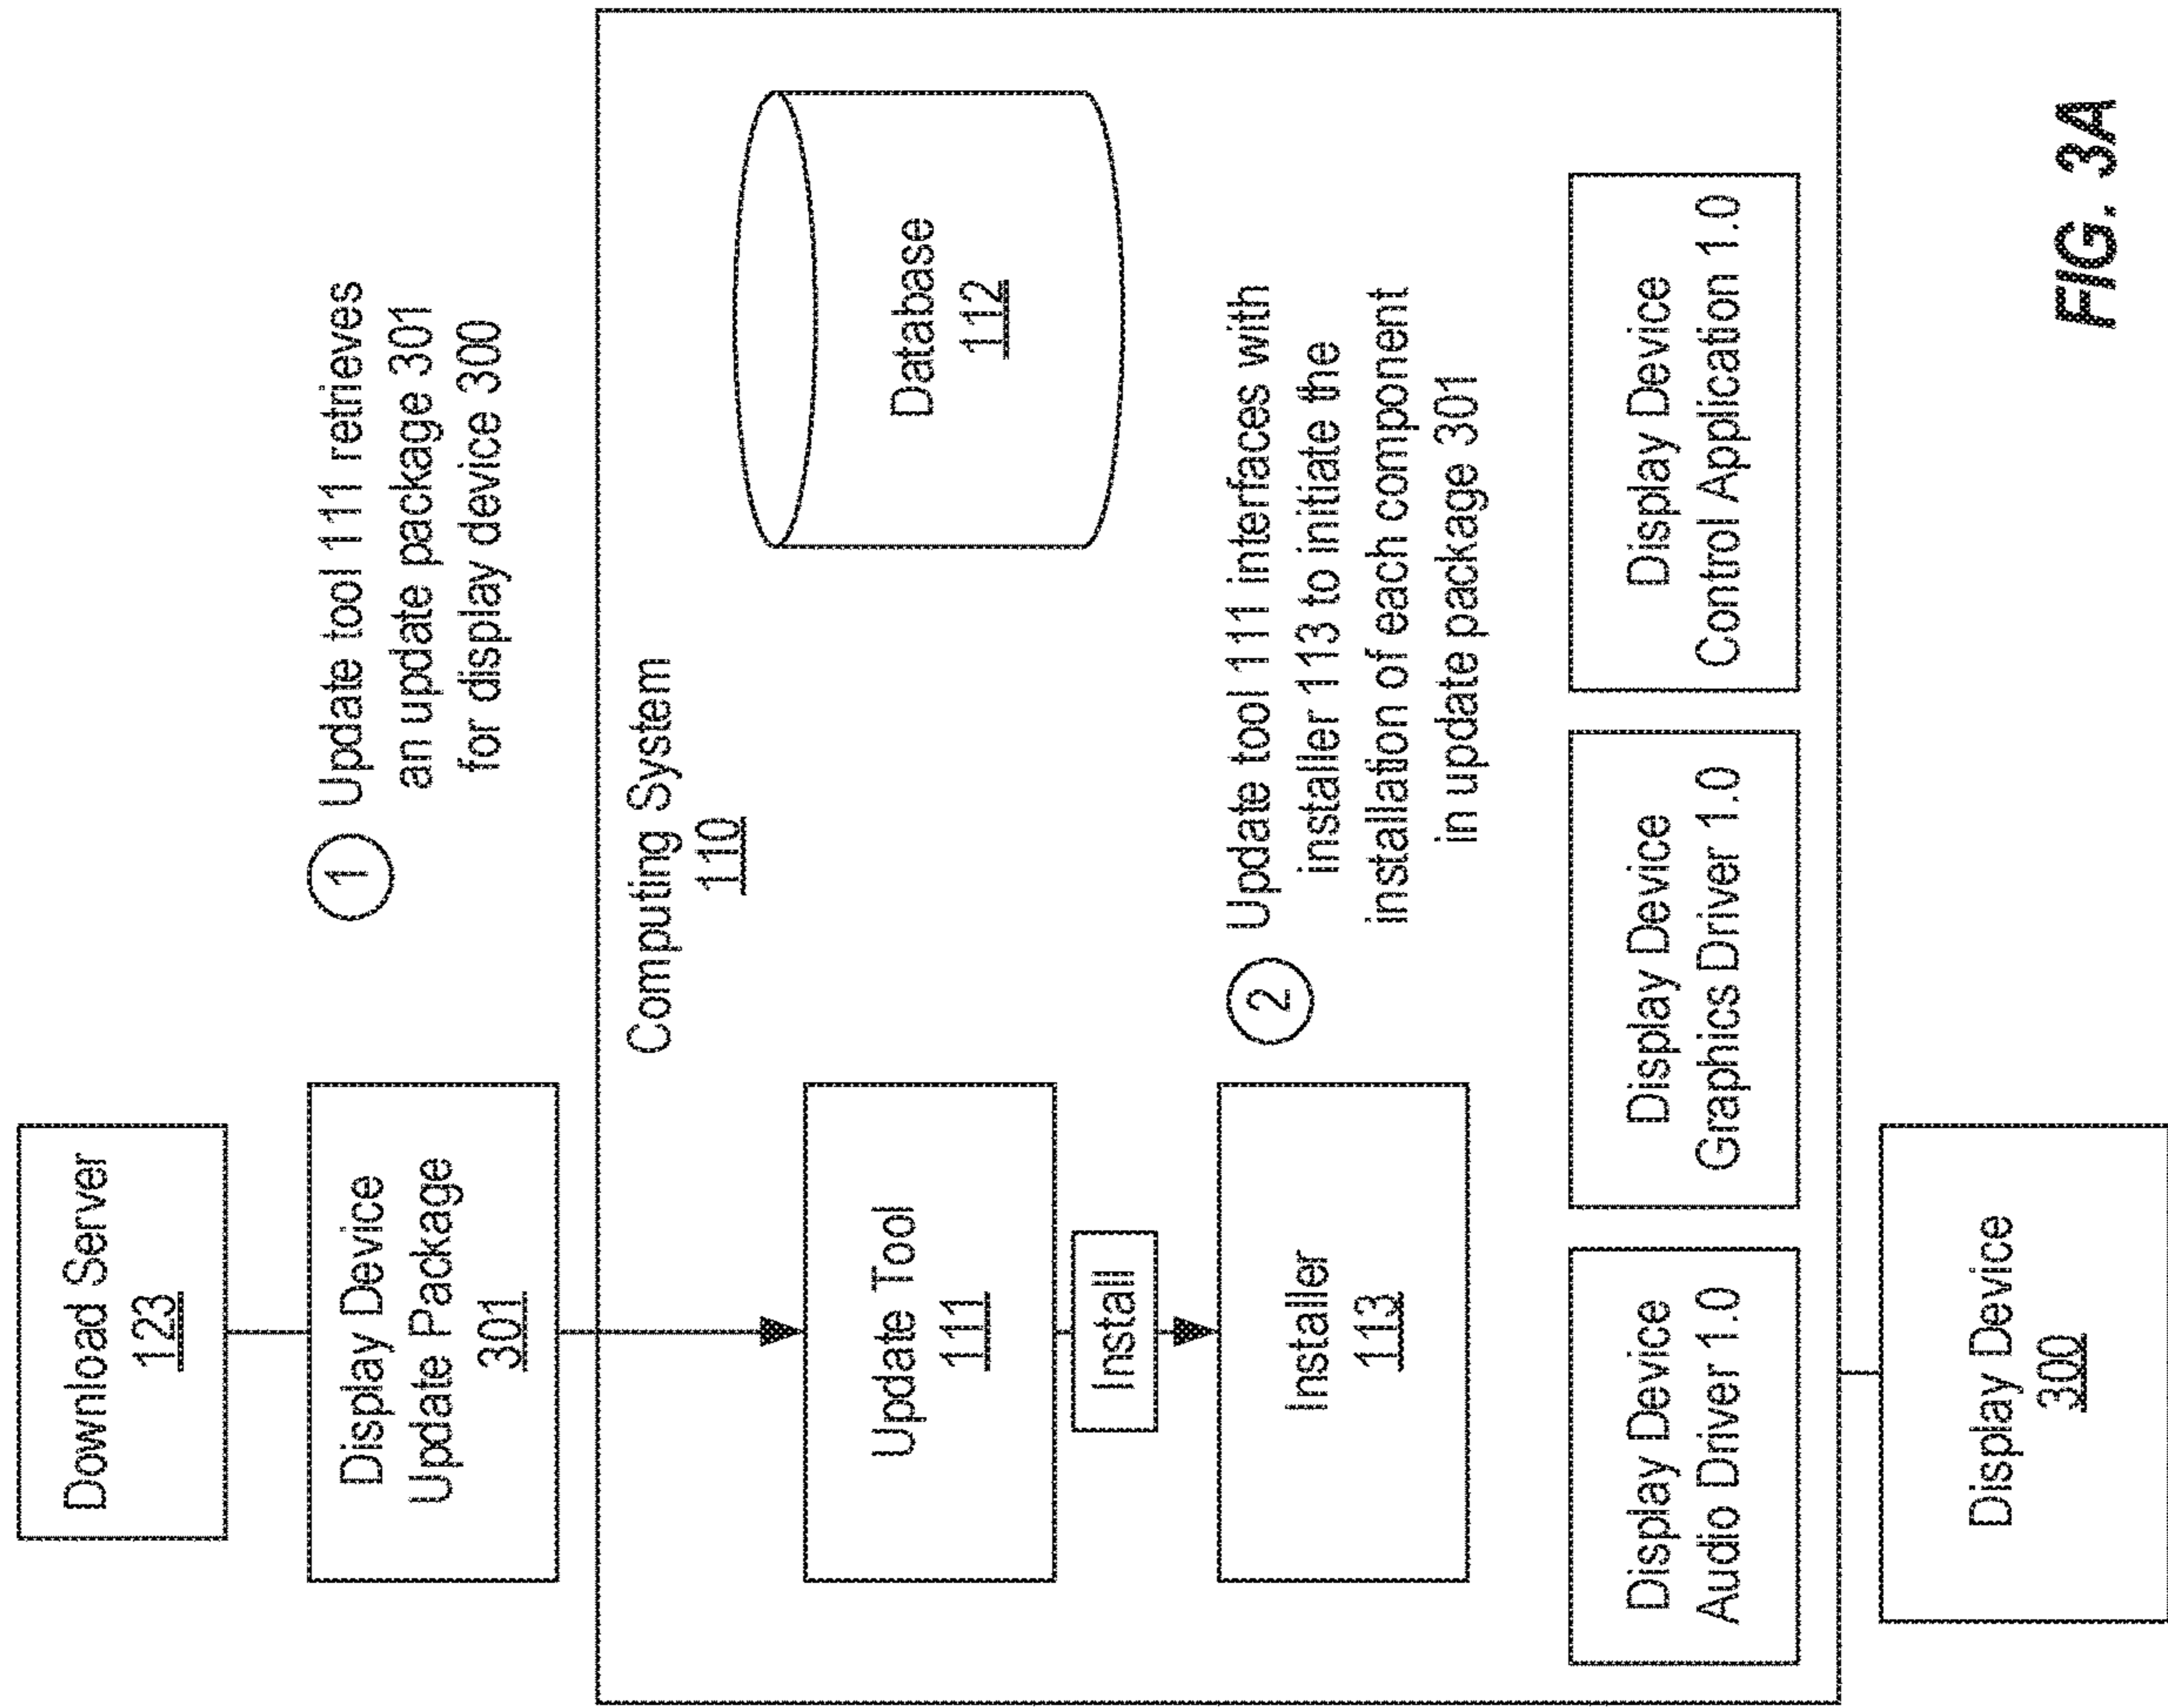 Download Server
123
Display Device
Update Package
301
1
Update tool 111 retrieves
an update package 301
for display device 300
Computing System
110
Update Tool
111
Database
112
Install
2
Update tool 111 interfaces with
installer 113 to initiate the
installation of each component
in update package 301
Installer
113
Display Device
Audio Driver 1.0
Display Device
Graphics Driver 1.0
Display Device
Control Application 1.0
Display Device
300
FIG. 3A